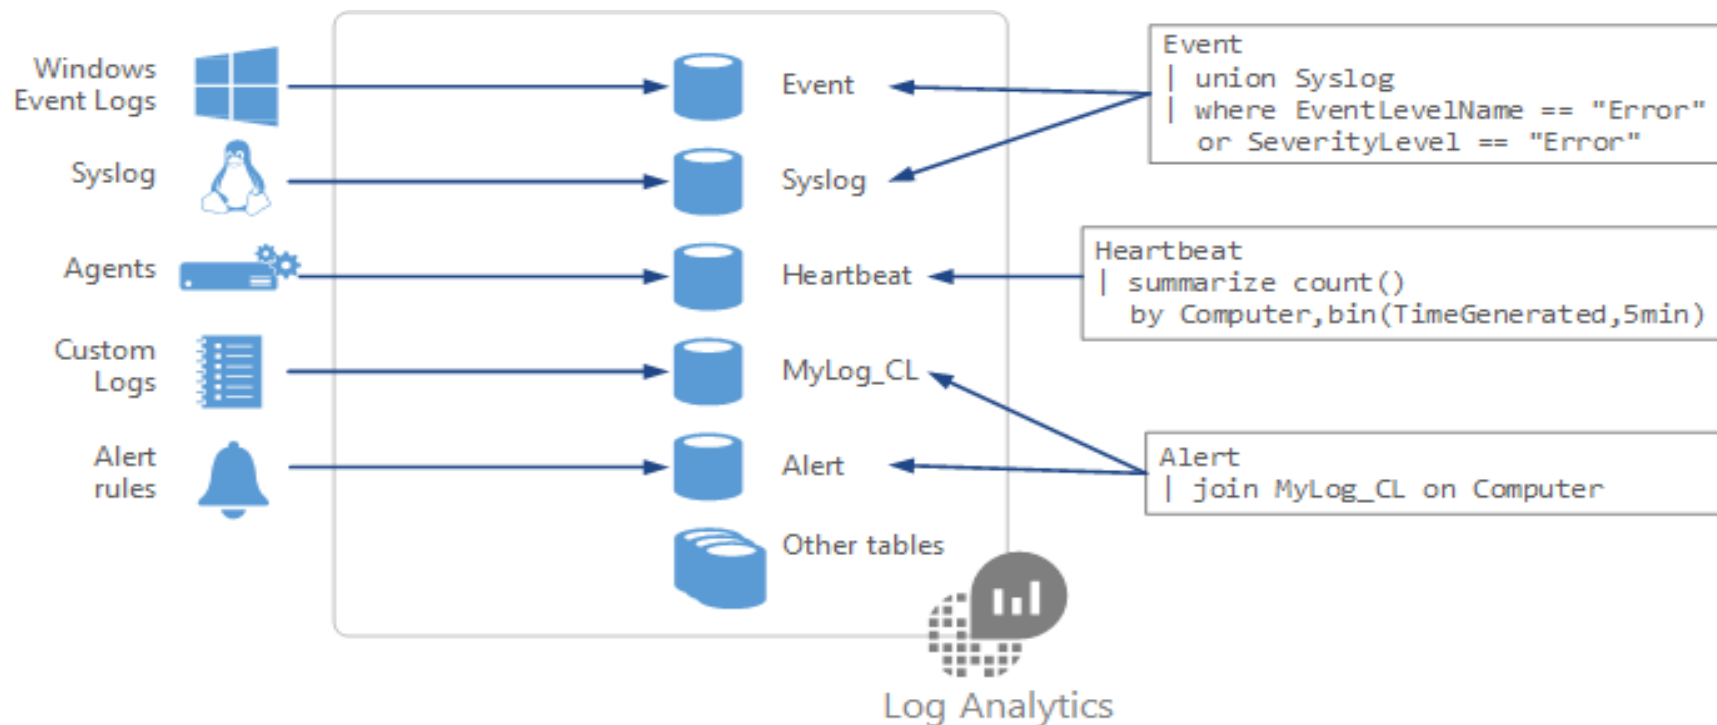 Windows
Event Logs
Event
Event
| union Syslog
| where EventLevelName == "Error"
or SeverityLevel == "Error"
Syslog
Syslog
Agents
Heartbeat
Heartbeat
| summarize count()
by Computer,bin(TimeGenerated,5min)
Custom
Logs
MyLog_CL
Alert
rules
Alert
Alert
| join MyLog_CL on Computer
Other tables
Log Analytics